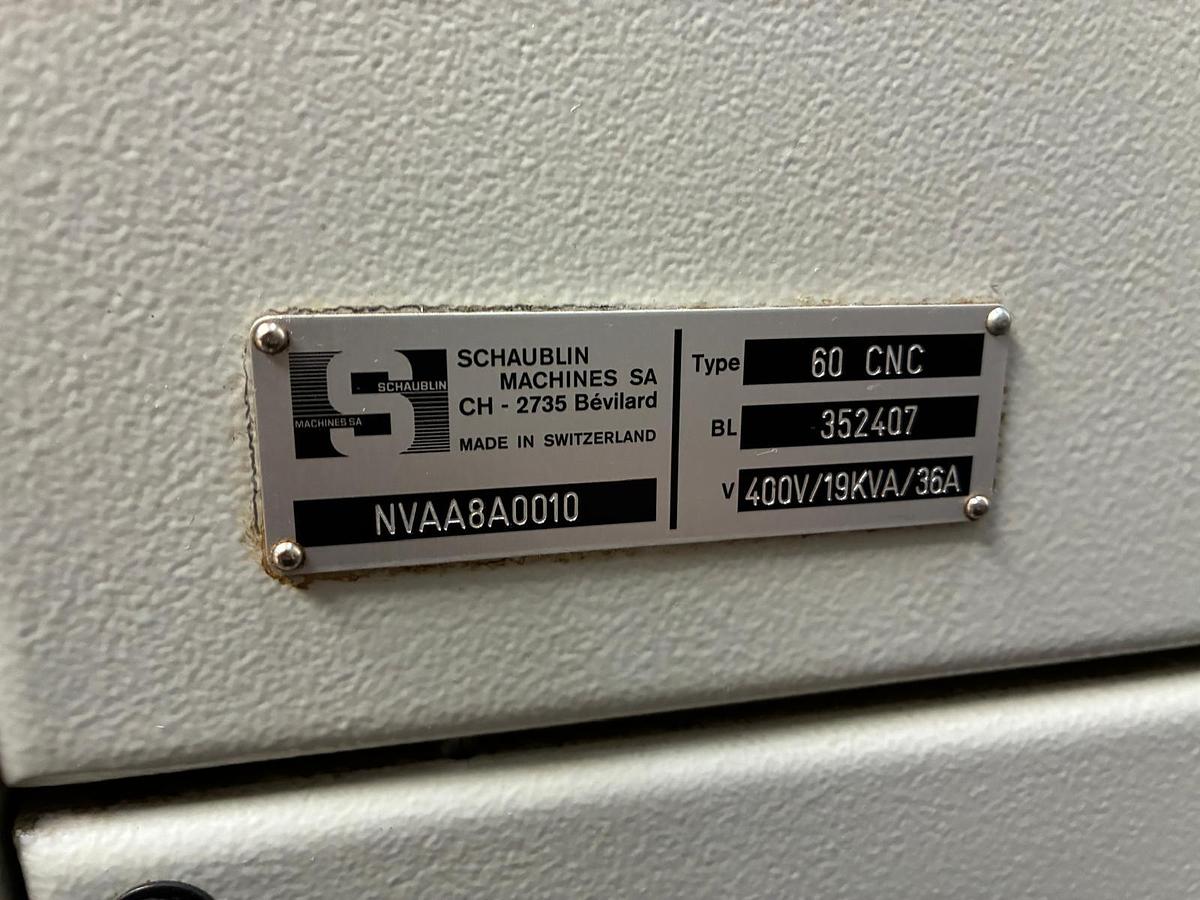 SCHAUBLIN
MACHINES SA
SCHAUBLIN
MACHINES SA
CH - 2735 Bévilard
MADE IN SWITZERLAND
NVAA8A0010
Type 60 CNC
BL 352407
V 400V/19KVA/36A